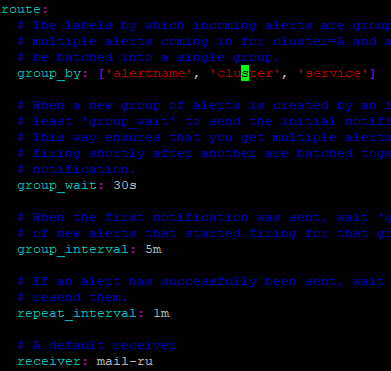 route:
# The labels by which incoming alerts are group
# multiple alerts coming in for cluster=A and a
# be batched into a single group.
group_by: ['alertname', 'cluster', 'service']
# When a new group of alerts is created by an i
# least 'group_wait' to send the initial notifi
# This way ensures that you get multiple alerts
# firing shortly after another are batched toge
# notification.
group_wait: 30s
# When the first notification was sent, wait 'g
# of new alerts that started firing for that gr
group_interval: 5m
# If an alert has successfully been sent, wait
# resend them.
repeat_interval: 1m
# A default receiver
receiver: mail-ru